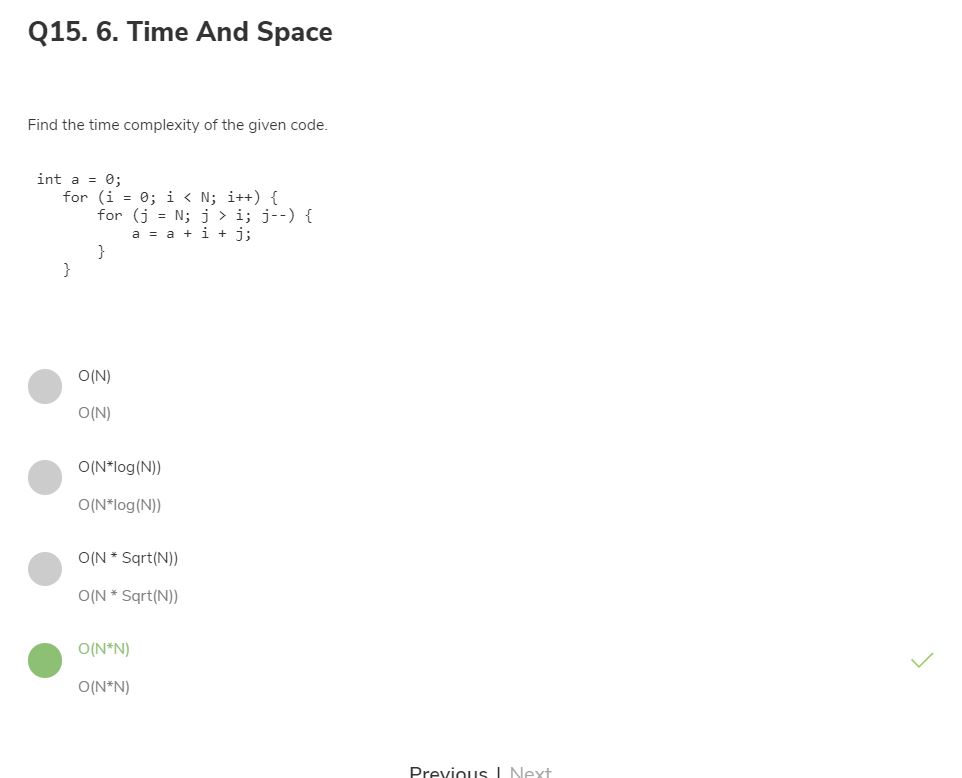 Q15. 6. Time And Space
Find the time complexity of the given code.
int a = 0;
for (i = 0; i < N; i++) {
for (j = N; j > i; j--) {
a = a + i + j;
}
}
O(N)
O(N)
O(N*log(N))
O(N*log(N))
O(N * Sqrt(N))
O(N * Sqrt(N))
O(N*N)
O(N*N)
Previous | Next